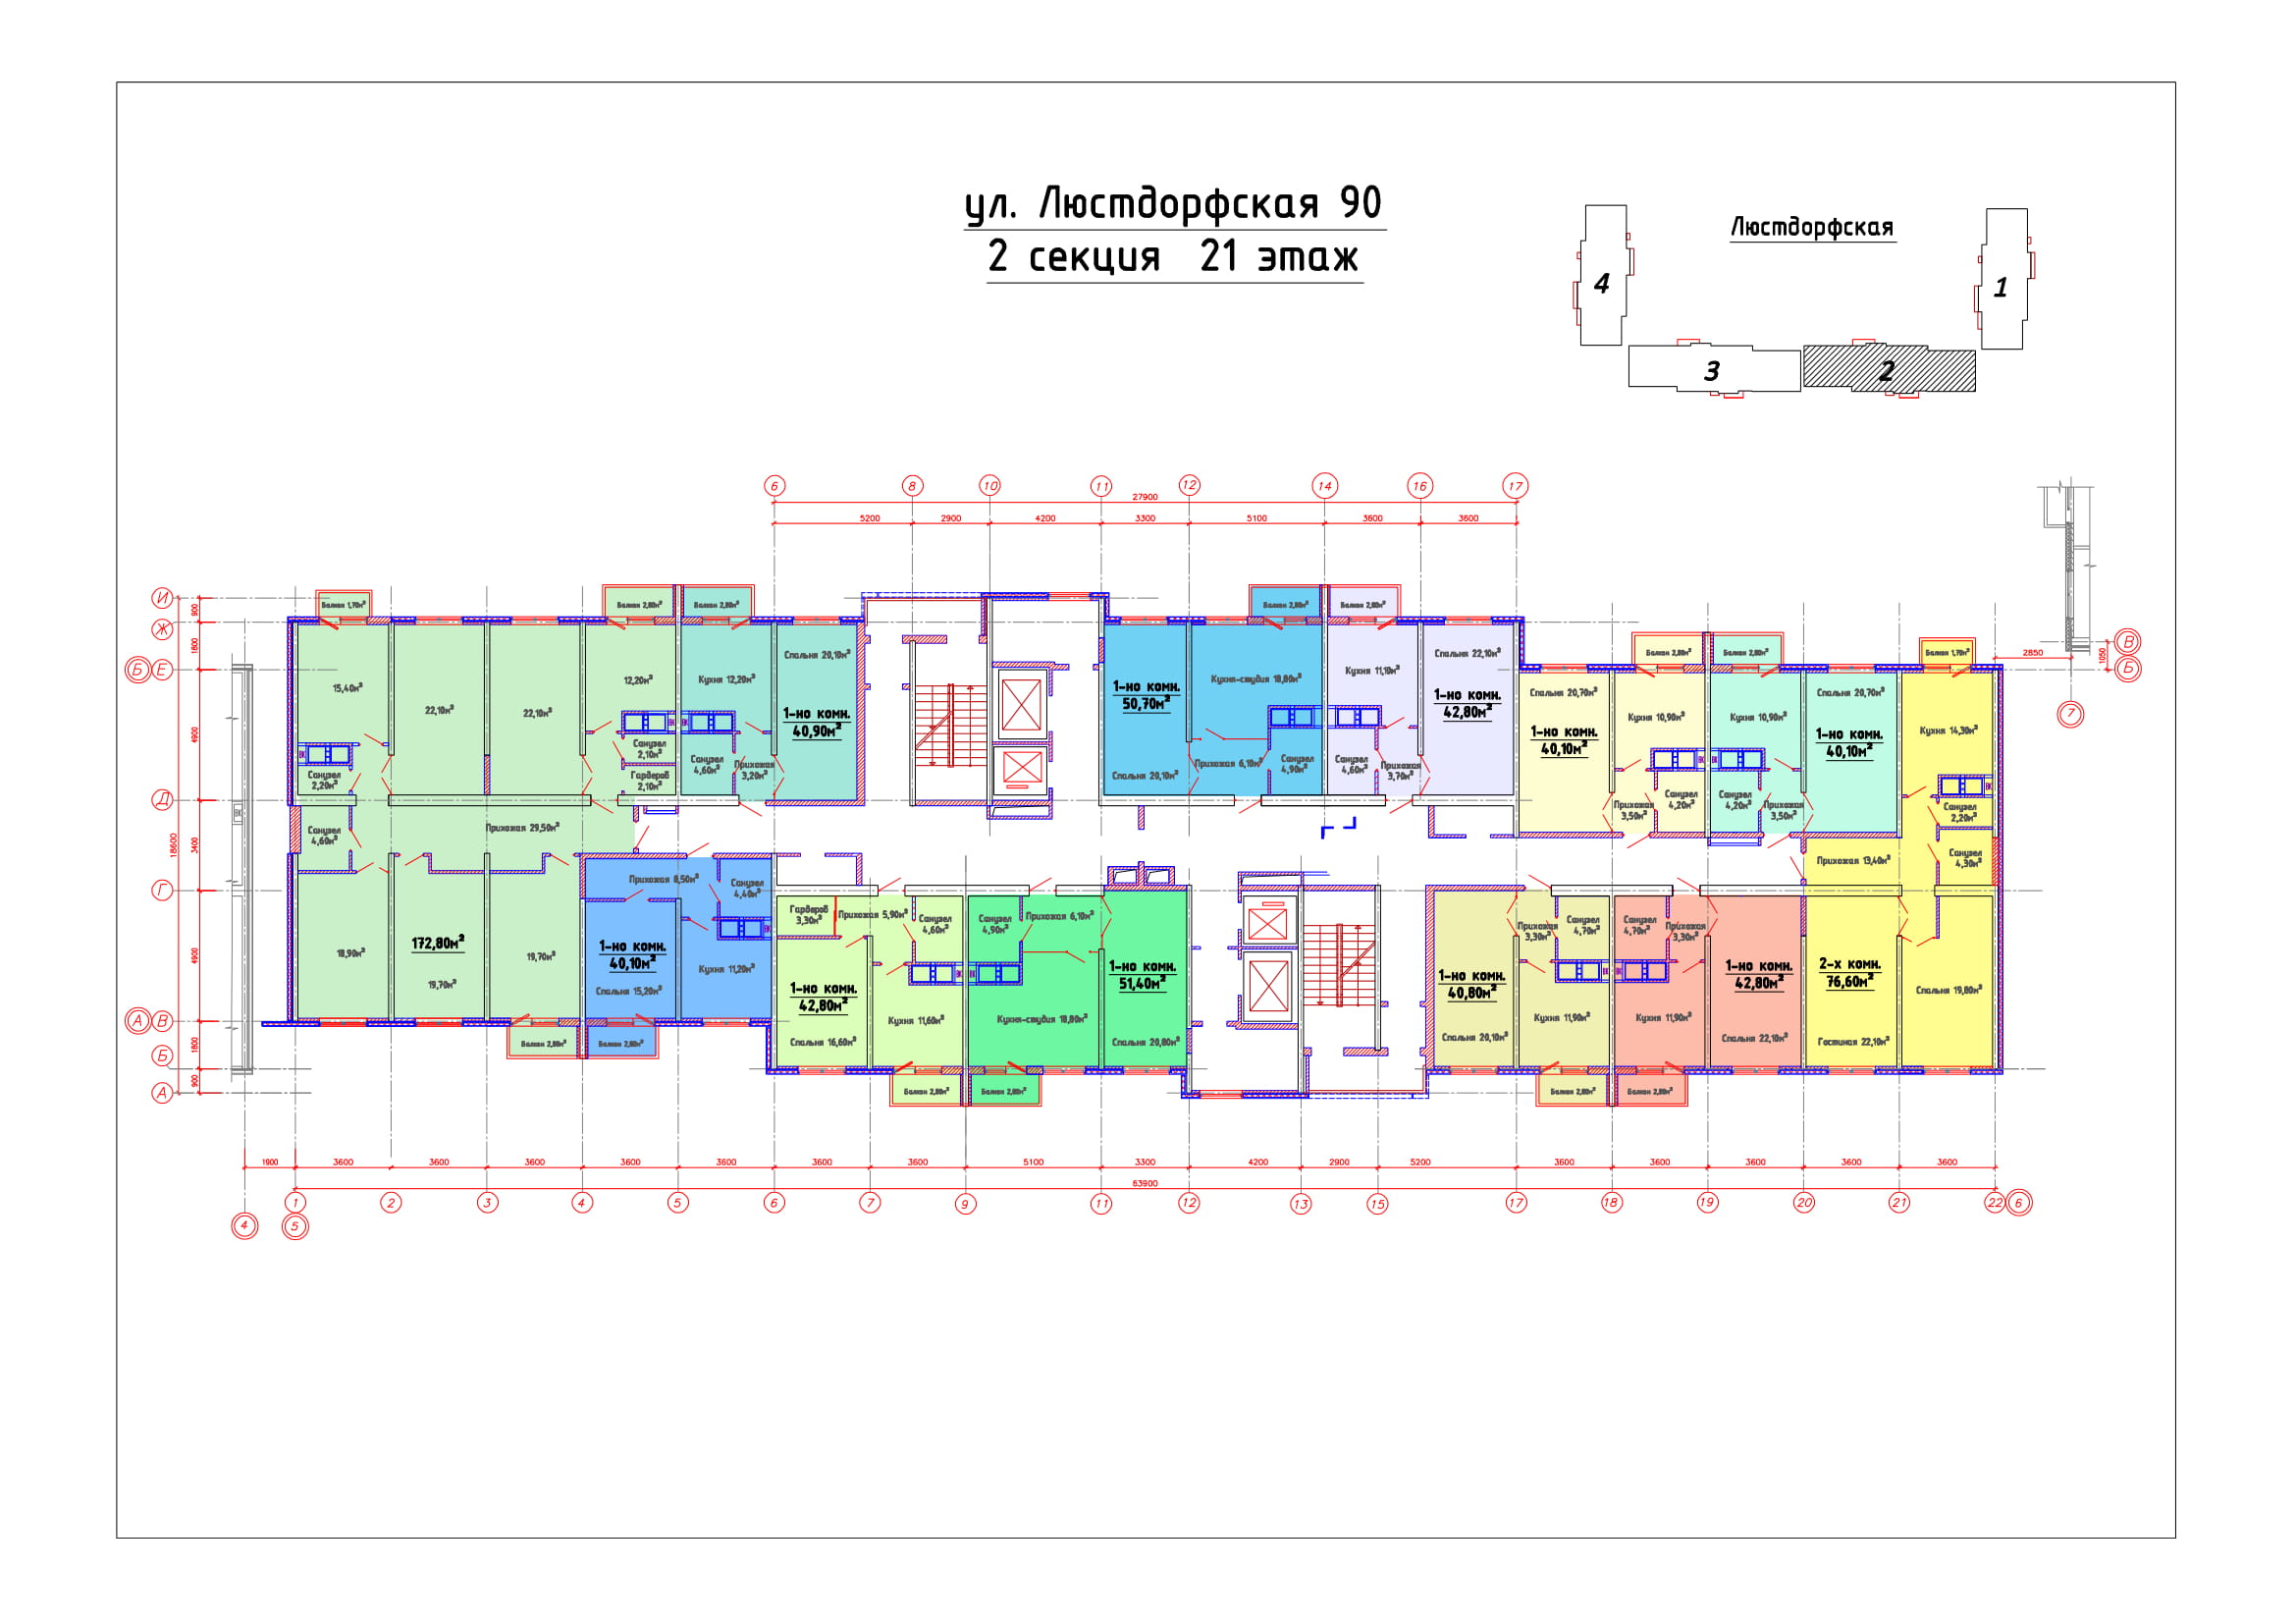 ул. Люстдорфская 90
2 секция 21 этаж
Люстдорфская
4
1
3
2
6
8
10
11
12
14
16
17
27900
5200
2900
4200
3300
5100
3600
3600
И
Ж
Б
Е
Д
Г
А
В
Б
А
900
1800
4900
3400
4900
1800
900
18600
В
Б
7
2850
1050
Балкон 1,70м²
Балкон 2,80м²
Балкон 2,80м²
Балкон 2,80м²
Балкон 2,80м²
Балкон 2,80м²
Балкон 2,80м²
Балкон 1,70м²
15,40м²
22,10м²
22,10м²
12,20м²
Санузел
2,20м²
Санузел
2,10м²
Гардероб
2,10м²
Санузел
4,60м²
Прихожая 29,50м²
18,90м²
172,80м²
19,70м²
19,70м²
Балкон 2,80м²
Кухня 12,20м²
Спальня 20,10м²
1-но комн.
40,90м²
Санузел
4,60м²
Прихожая
3,20м²
1-но комн.
50,70м²
Кухня-студия 18,80м²
Спальня 20,10м²
Прихожая 6,10м²
Санузел
4,90м²
Кухня 11,10м²
Спальня 22,10м²
1-но комн.
42,80м²
Санузел
4,60м²
Прихожая
3,70м²
Спальня 20,70м²
Кухня 10,90м²
1-но комн.
40,10м²
Прихожая
3,50м²
Санузел
4,20м²
Кухня 10,90м²
Спальня 20,70м²
1-но комн.
40,10м²
Санузел
4,20м²
Прихожая
3,50м²
Кухня 14,30м²
Санузел
2,20м²
Прихожая 13,40м²
Санузел
4,30м²
2-х комн.
76,60м²
Спальня 19,80м²
Гостиная 22,10м²
Прихожая 8,50м²
Санузел
4,40м²
1-но комн.
40,10м²
Спальня 15,20м²
Кухня 11,20м²
Балкон 2,80м²
Гардероб
3,30м²
Прихожая 5,90м²
Санузел
4,60м²
1-но комн.
42,80м²
Кухня 11,60м²
Спальня 16,60м²
Балкон 2,80м²
Санузел
4,90м²
Прихожая 6,10м²
1-но комн.
51,40м²
Кухня-студия 18,80м²
Спальня 20,80м²
Балкон 2,80м²
Прихожая
3,30м²
Санузел
4,70м²
1-но комн.
40,80м²
Кухня 11,90м²
Спальня 20,10м²
Балкон 2,80м²
Санузел
4,70м²
Прихожая
3,30м²
1-но комн.
42,80м²
Кухня 11,90м²
Спальня 22,10м²
Балкон 2,80м²
1900
3600
3600
3600
3600
3600
3600
3600
5100
3300
4200
2900
5200
3600
3600
3600
3600
3600
63900
1
2
3
4
5
6
7
9
11
12
13
15
17
18
19
20
21
22
6
4
5